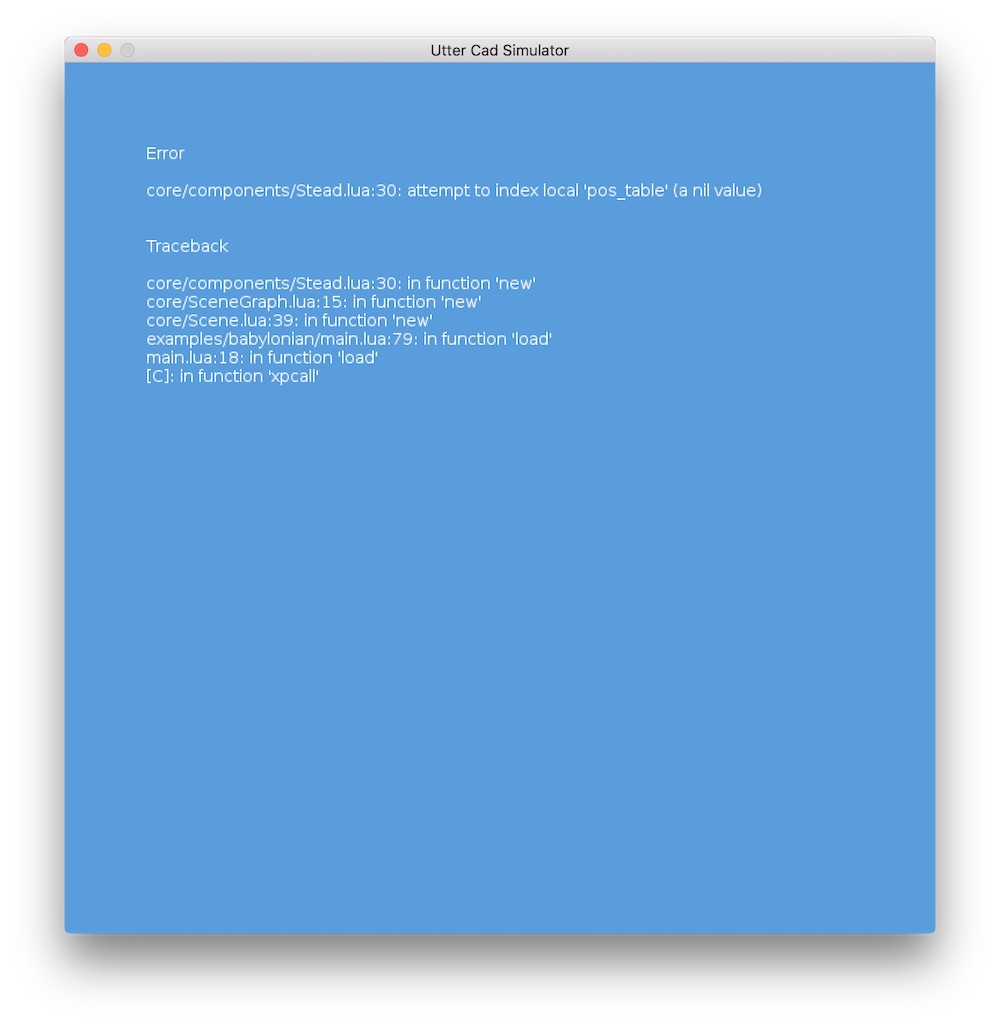 Utter Cad Simulator
Error
core/components/Stead.lua:30: attempt to index local 'pos_table' (a nil value)
Traceback
core/components/Stead.lua:30: in function 'new'
core/SceneGraph.lua:15: in function 'new'
core/Scene.lua:39: in function 'new'
examples/babylonian/main.lua:79: in function 'load'
main.lua:18: in function 'load'
[C]: in function 'xpcall'